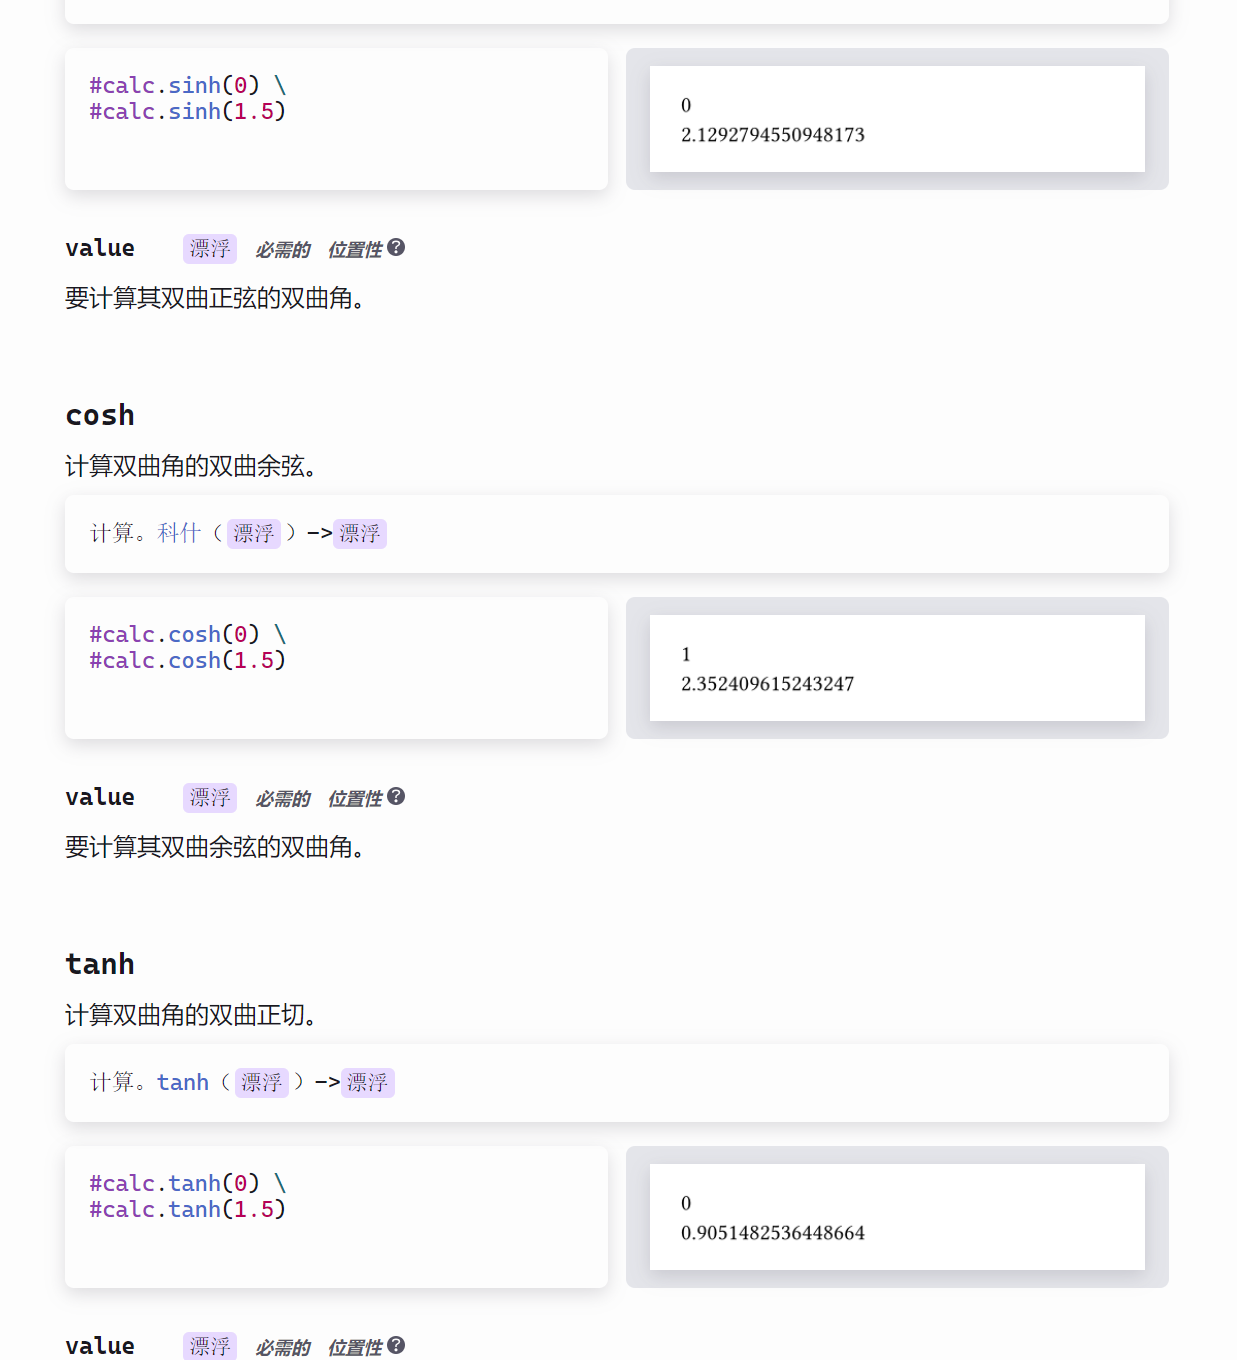 #calc.sinh(0) \
#calc.sinh(1.5)
0
2.1292794550948173
value 漂浮 必需的 位置性 ?
要计算其双曲正弦的双曲角。
cosh
计算双曲角的双曲余弦。
计算。科什（漂浮）->漂浮
#calc.cosh(0) \
#calc.cosh(1.5)
1
2.352409615243247
value 漂浮 必需的 位置性 ?
要计算其双曲余弦的双曲角。
tanh
计算双曲角的双曲正切。
计算。tanh（漂浮）->漂浮
#calc.tanh(0) \
#calc.tanh(1.5)
0
0.9051482536448664
value 漂浮 必需的 位置性 ?